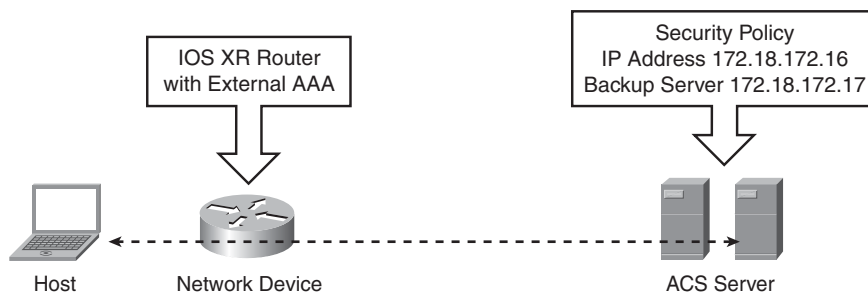 IOS XR Router
with External AAA
Security Policy
IP Address 172.18.172.16
Backup Server 172.18.172.17
Host
Network Device
ACS Server